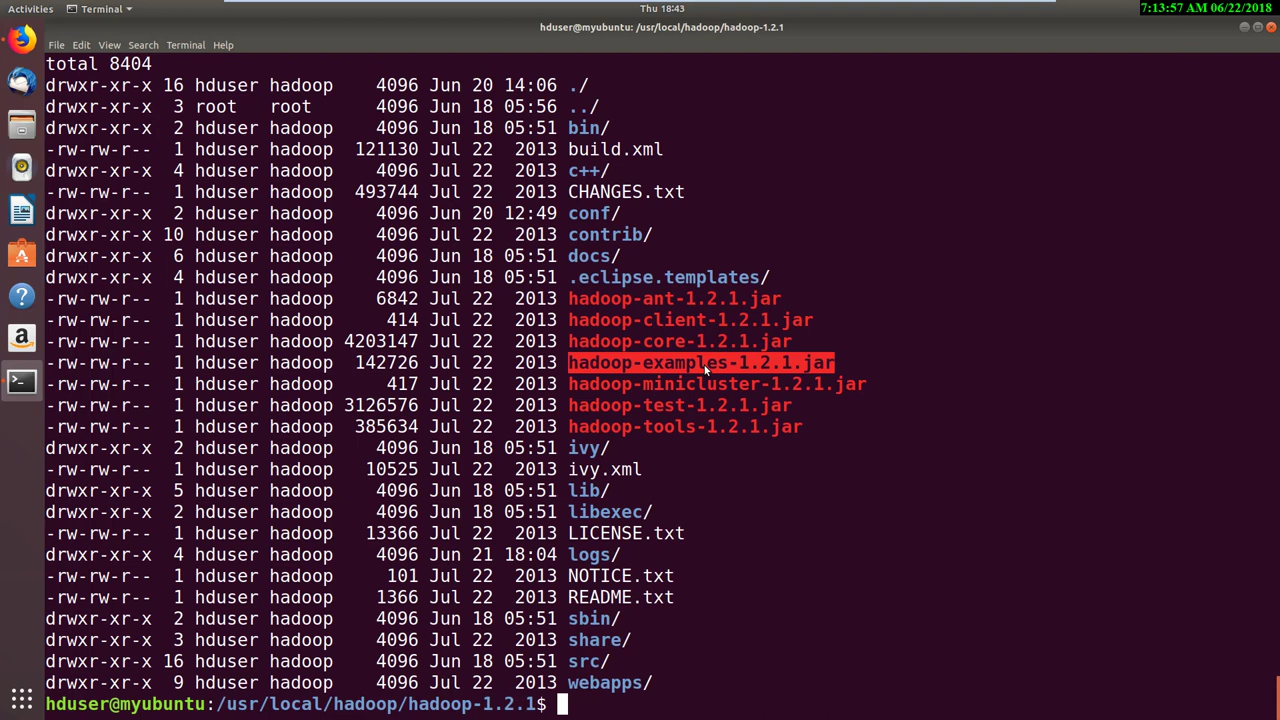 Activities Terminal Thu 18:43 7:13:57 AM 06/22/2018
hduser@myubuntu: /usr/local/hadoop/hadoop-1.2.1
File Edit View Search Terminal Help
total 8404
drwxr-xr-x 16 hduser hadoop    4096 Jun 20 14:06 ./
drwxr-xr-x  3 root   root      4096 Jun 18 05:56 ../
drwxr-xr-x  2 hduser hadoop    4096 Jun 18 05:51 bin/
-rw-rw-r--  1 hduser hadoop  121130 Jul 22  2013 build.xml
drwxr-xr-x  4 hduser hadoop    4096 Jun 18 05:51 c++/
-rw-rw-r--  1 hduser hadoop  493744 Jul 22  2013 CHANGES.txt
drwxr-xr-x  2 hduser hadoop    4096 Jun 20 12:49 conf/
drwxr-xr-x 10 hduser hadoop    4096 Jun 18 05:51 contrib/
drwxr-xr-x  6 hduser hadoop    4096 Jun 18 05:51 docs/
drwxr-xr-x  4 hduser hadoop    4096 Jun 18 05:51 .eclipse.templates/
-rw-rw-r--  1 hduser hadoop    6842 Jul 22  2013 hadoop-ant-1.2.1.jar
-rw-rw-r--  1 hduser hadoop     414 Jul 22  2013 hadoop-client-1.2.1.jar
-rw-rw-r--  1 hduser hadoop 4203147 Jul 22  2013 hadoop-core-1.2.1.jar
-rw-rw-r--  1 hduser hadoop  142726 Jul 22  2013 hadoop-examples-1.2.1.jar
-rw-rw-r--  1 hduser hadoop     417 Jul 22  2013 hadoop-minicluster-1.2.1.jar
-rw-rw-r--  1 hduser hadoop 3126576 Jul 22  2013 hadoop-test-1.2.1.jar
-rw-rw-r--  1 hduser hadoop  385634 Jul 22  2013 hadoop-tools-1.2.1.jar
drwxr-xr-x  2 hduser hadoop    4096 Jun 18 05:51 ivy/
-rw-rw-r--  1 hduser hadoop   10525 Jul 22  2013 ivy.xml
drwxr-xr-x  5 hduser hadoop    4096 Jun 18 05:51 lib/
drwxr-xr-x  2 hduser hadoop    4096 Jun 18 05:51 libexec/
-rw-rw-r--  1 hduser hadoop   13366 Jul 22  2013 LICENSE.txt
drwxr-xr-x  4 hduser hadoop    4096 Jun 21 18:04 logs/
-rw-rw-r--  1 hduser hadoop     101 Jul 22  2013 NOTICE.txt
-rw-rw-r--  1 hduser hadoop    1366 Jul 22  2013 README.txt
drwxr-xr-x  2 hduser hadoop    4096 Jun 18 05:51 sbin/
drwxr-xr-x  3 hduser hadoop    4096 Jun 18 05:51 share/
drwxr-xr-x 16 hduser hadoop    4096 Jun 18 05:51 src/
drwxr-xr-x  9 hduser hadoop    4096 Jun 18 05:51 webapps/
hduser@myubuntu:/usr/local/hadoop/hadoop-1.2.1$